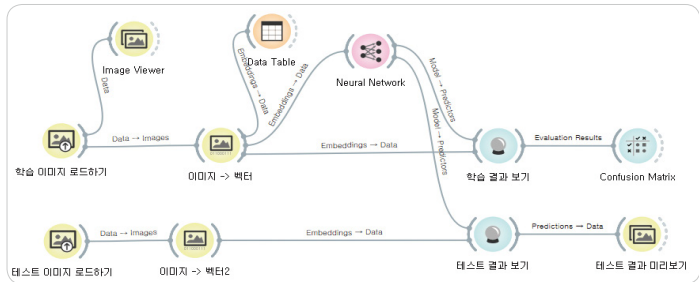 Image Viewer
Data Table
Neural Network
Data
Embeddings → Data
Embeddings → Data
Model → Predictors
Model → Predictors
Data → Images
Embeddings → Data
Evaluation Results
학습 이미지 로드하기
이미지 -> 벡터
학습 결과 보기
Confusion Matrix
Data → Images
Embeddings → Data
Predictions → Data
테스트 이미지 로드하기
이미지 -> 벡터2
테스트 결과 보기
테스트 결과 미리보기